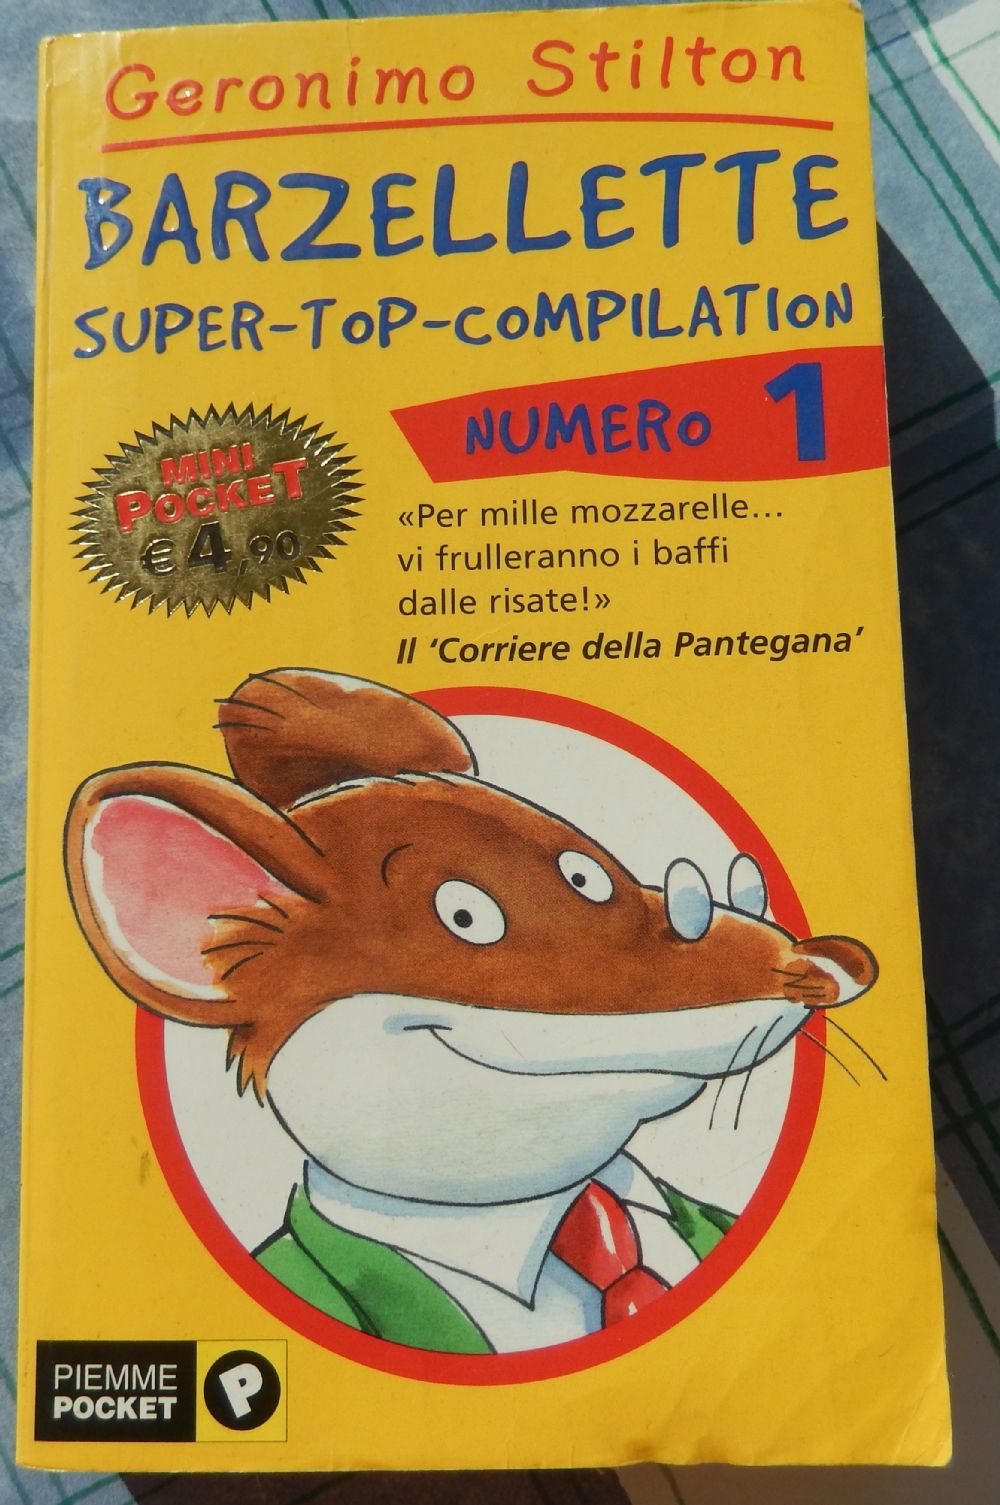 Geronimo Stilton
BARZELLETTE
SUPER-TOP-COMPILATION
NUMERO 1
MINI
POCKET
€ 4,90
«Per mille mozzarelle...
vi frulleranno i baffi
dalle risate!»
Il ‘Corriere della Pantegana’
PIEMME
POCKET
P